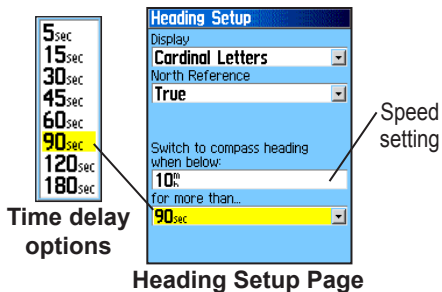 5sec
15sec
30sec
45sec
60sec
90sec
120sec
180sec
Time delay
options
Heading Setup
Display
Cardinal Letters
North Reference
True
Switch to compass heading
when below:
10mh
for more than...
90sec
Speed
setting
Heading Setup Page